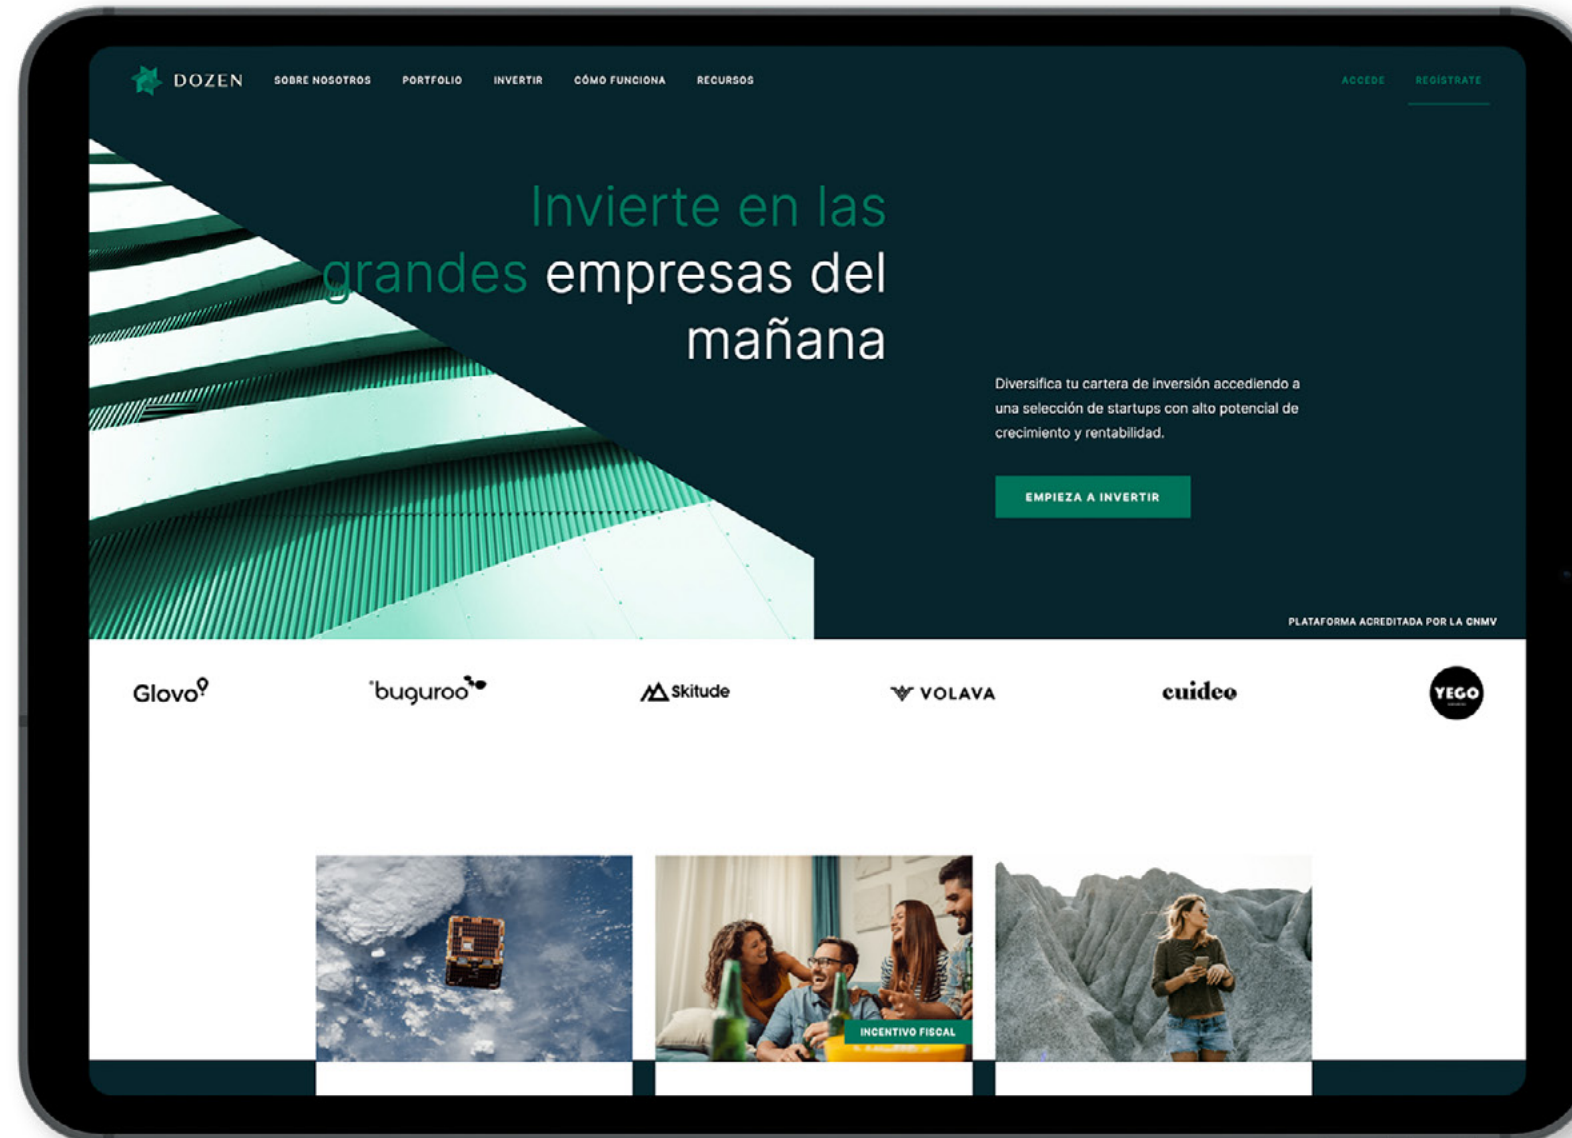 DOZEN
SOBRE NOSOTROS
PORTFOLIO
INVERTIR
CÓMO FUNCIONA
RECURSOS
ACCEDE
REGÍSTRATE
Invierte en las
grandes empresas del
mañana
Diversifica tu cartera de inversión accediendo a
una selección de startups con alto potencial de
crecimiento y rentabilidad.
EMPIEZA A INVERTIR
PLATAFORMA ACREDITADA POR LA CNMV
Glovo
buguroo
Skitude
VOLAVA
cuideo
YEGO
INCENTIVO FISCAL